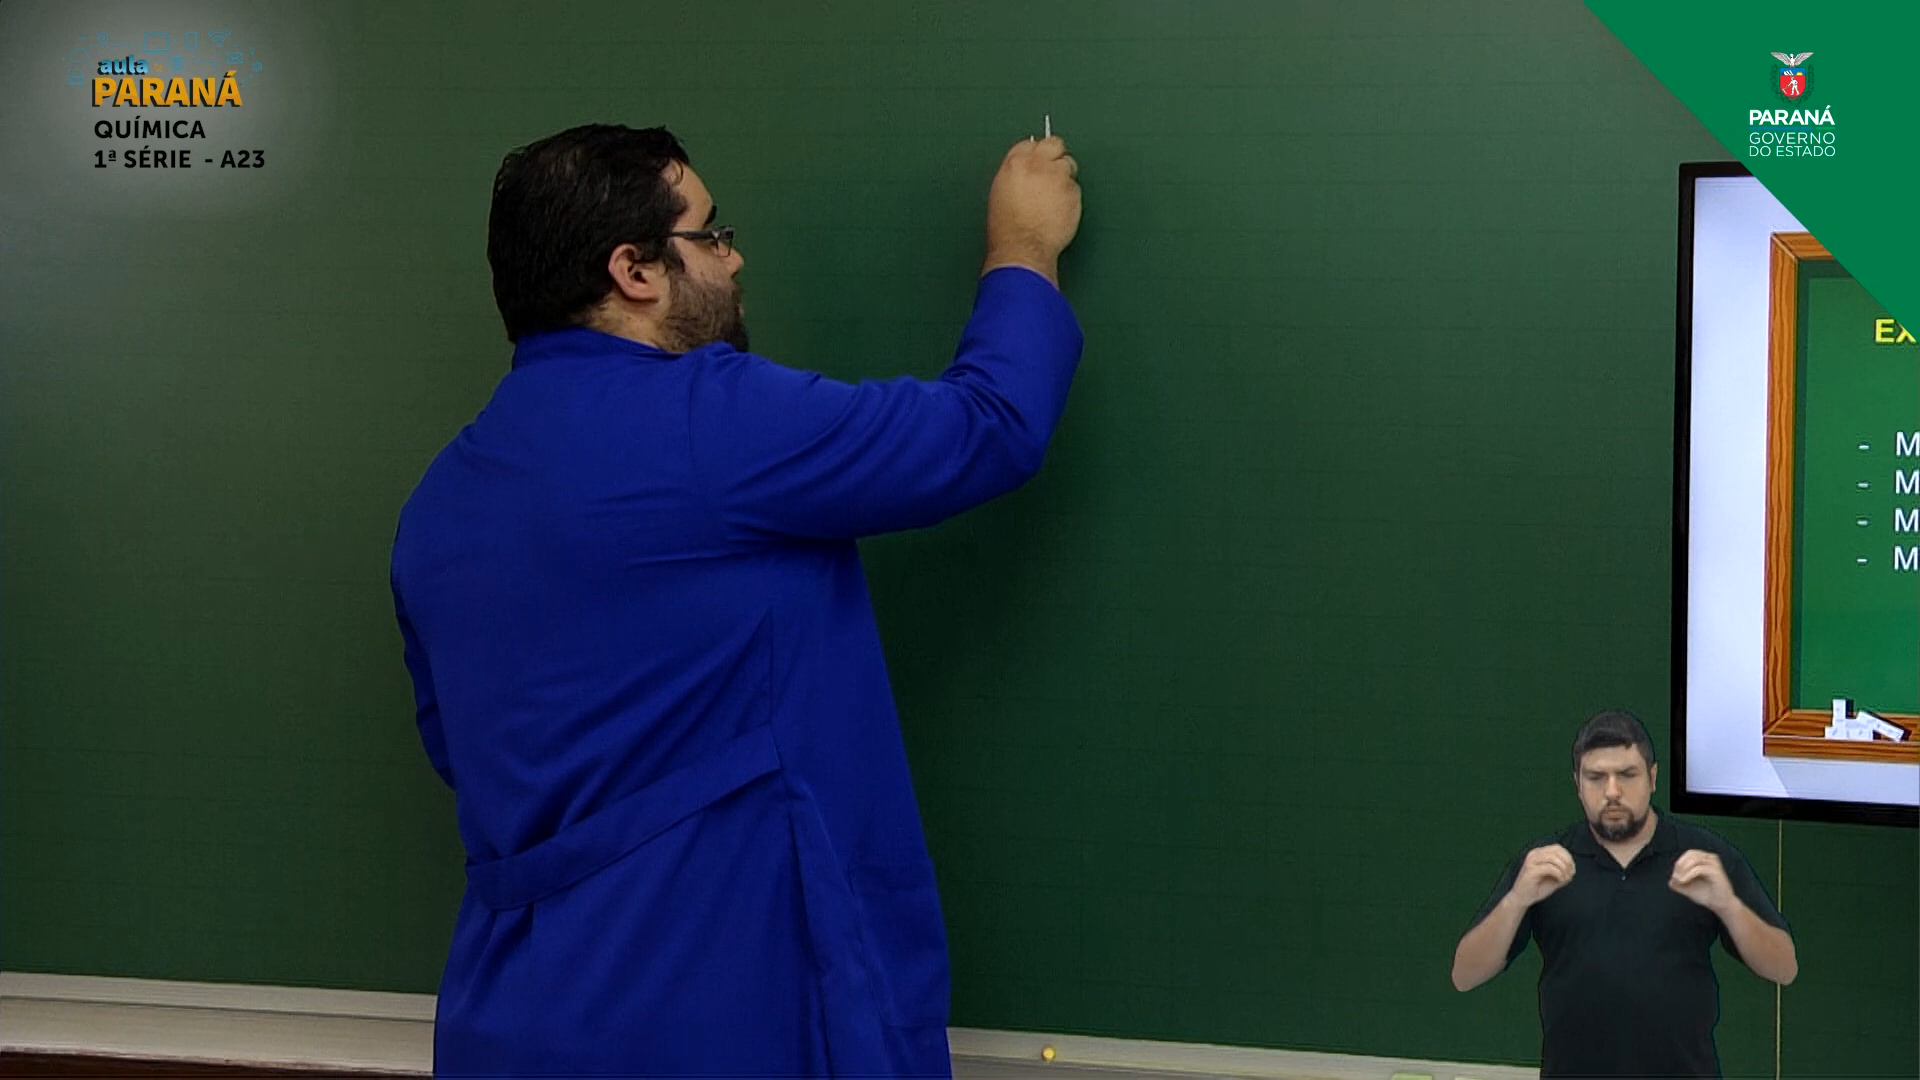 aula
PARANÁ
QUÍMICA
1ª SÉRIE - A23
PARANÁ
GOVERNO
DO ESTADO
- M
- M
- M
- M